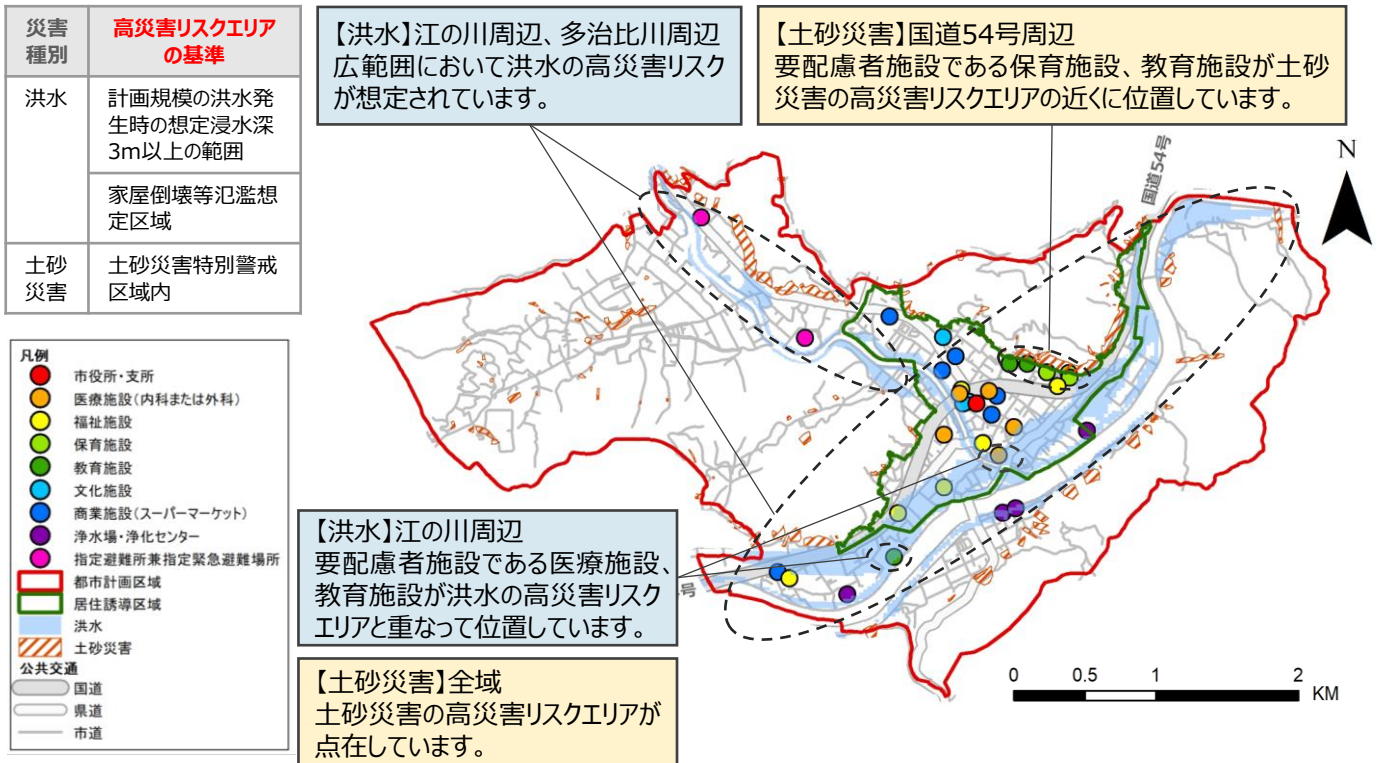 災害
種別
高災害リスクエリア
の基準
洪水
計画規模の洪水発
生時の想定浸水深
3m以上の範囲
家屋倒壊等氾濫想
定区域
土砂
災害
土砂災害特別警戒
区域内
【洪水】江の川周辺、多治比川周辺
広範囲において洪水の高災害リスク
が想定されています。
【土砂災害】国道54号周辺
要配慮者施設である保育施設、教育施設が土砂
災害の高災害リスクエリアの近くに位置しています。
国道54号
N
凡例
市役所・支所
医療施設(内科または外科)
福祉施設
保育施設
教育施設
文化施設
商業施設(スーパーマーケット)
浄水場・浄化センター
指定避難所兼指定緊急避難場所
都市計画区域
居住誘導区域
洪水
土砂災害
公共交通
国道
県道
市道
【洪水】江の川周辺
要配慮者施設である医療施設、
教育施設が洪水の高災害リスク
エリアと重なって位置しています。
号
【土砂災害】全域
土砂災害の高災害リスクエリアが
点在しています。
0 0.5 1 2
KM